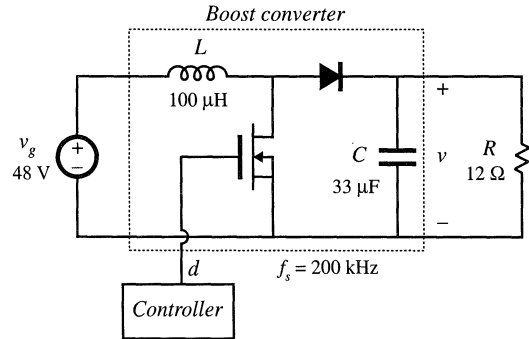 Boost converter
L
100 μH
+
v_g
48 V
+
−
C
33 μF
v
R
12 Ω
−
d
f_s = 200 kHz
Controller